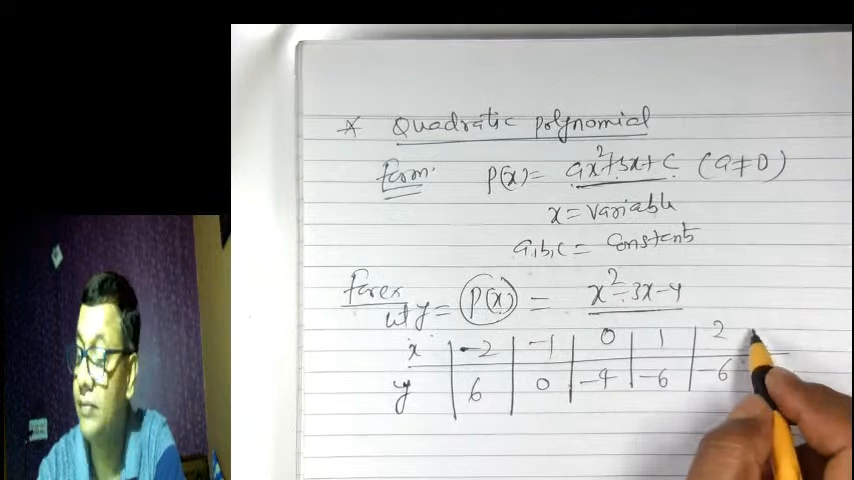 * Quadratic polynomial
Form. P(x) = ax²+bx+c (a≠0)
x = variable
a,b,c = constants
Forex
let y = P(x) = x²-3x-4
x -2 -1 0 1 2
y 6 0 -4 -6 -6